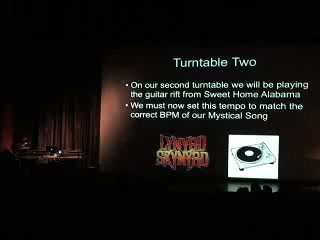 Turntable Two
• On our second turntable we will be playing
the guitar rift from Sweet Home Alabama
• We must now set this tempo to match the
correct BPM of our Mystical Song
LYNYRD
SKYNYRD